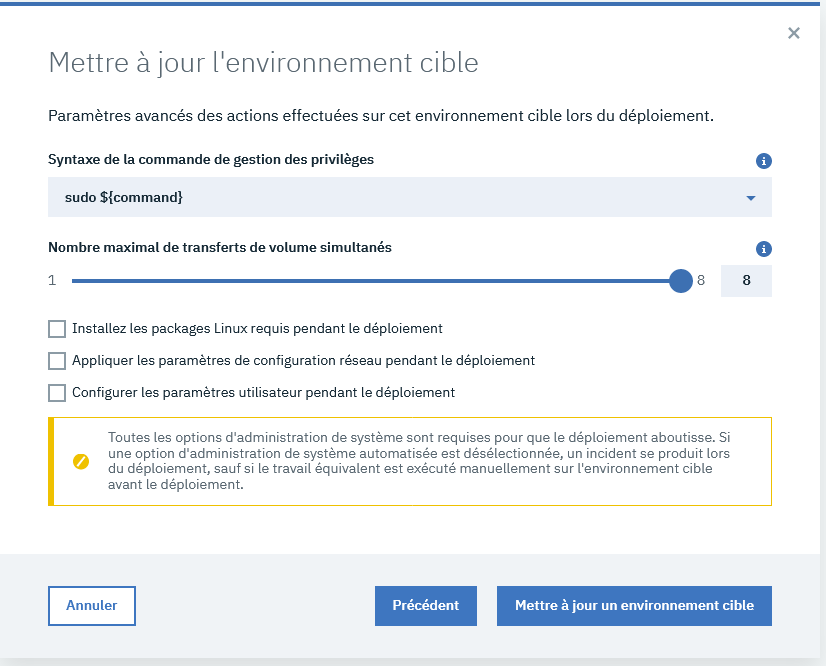 Mettre à jour l'environnement cible
Paramètres avancés des actions effectuées sur cet environnement cible lors du déploiement.
Syntaxe de la commande de gestion des privilèges
sudo ${command}
Nombre maximal de transferts de volume simultanés
1 8 8
Installez les packages Linux requis pendant le déploiement
Appliquer les paramètres de configuration réseau pendant le déploiement
Configurer les paramètres utilisateur pendant le déploiement
Toutes les options d'administration de système sont requises pour que le déploiement aboutisse. Si
une option d'administration de système automatisée est désélectionnée, un incident se produit lors
du déploiement, sauf si le travail équivalent est exécuté manuellement sur l'environnement cible
avant le déploiement.
Annuler Précédent Mettre à jour un environnement cible